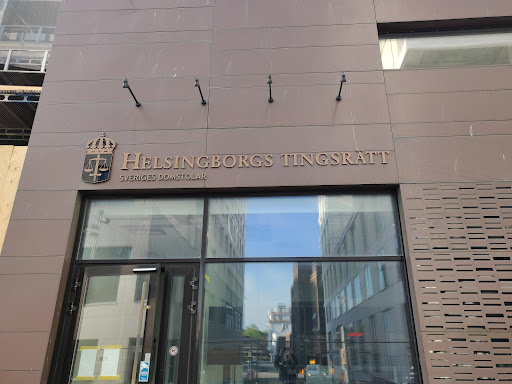 HELSINGBORGS TINGSRÄTT
SVERIGES DOMSTOLAR